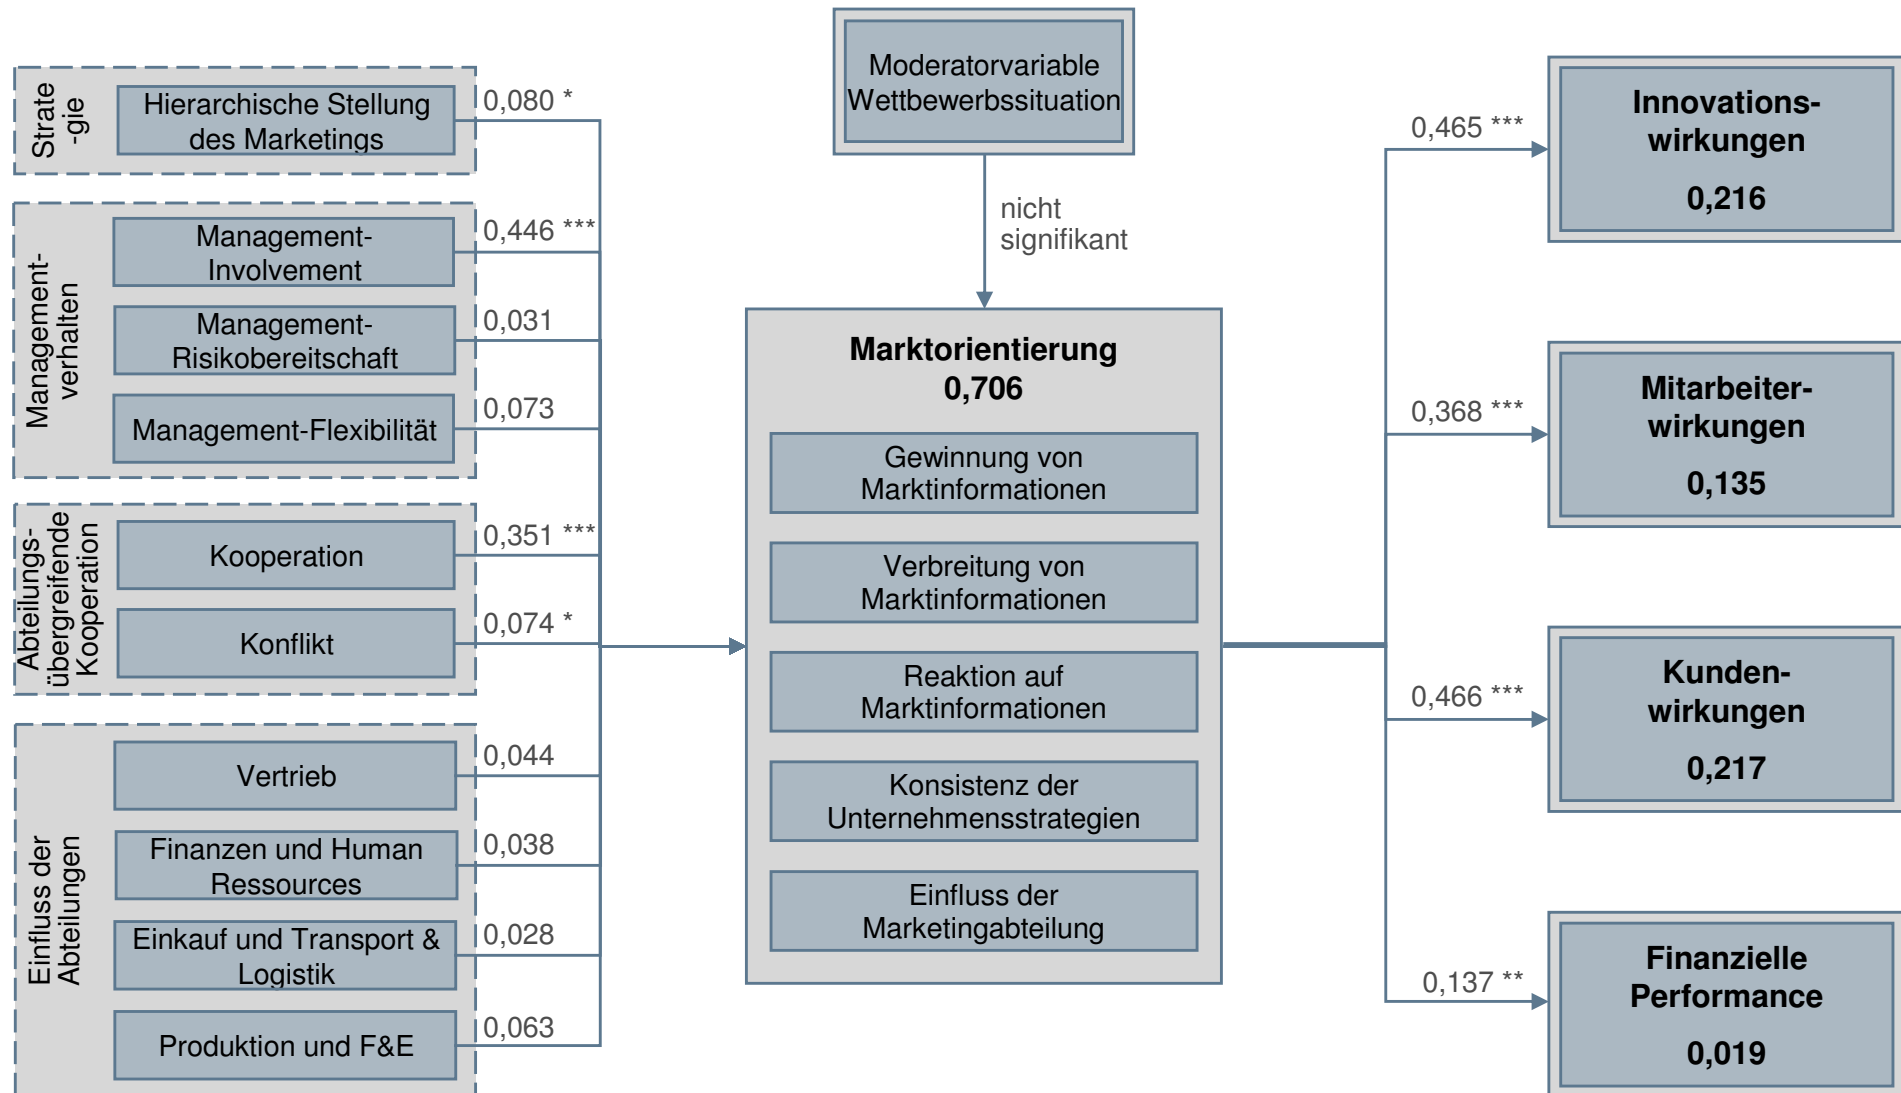 Strate
-gie
Hierarchische Stellung
des Marketings
0,080 *
Management-
verhalten
Management-
Involvement
0,446 ***
Management-
Risikobereitschaft
0,031
Management-Flexibilität
0,073
Abteilungs-
übergreifende
Kooperation
Kooperation
0,351 ***
Konflikt
0,074 *
Einfluss der
Abteilungen
Vertrieb
0,044
Finanzen und Human
Ressources
0,038
Einkauf und Transport &
Logistik
0,028
Produktion und F&E
0,063
Moderatorvariable
Wettbewerbssituation
nicht
signifikant
Marktorientierung
0,706
Gewinnung von
Marktinformationen
Verbreitung von
Marktinformationen
Reaktion auf
Marktinformationen
Konsistenz der
Unternehmensstrategien
Einfluss der
Marketingabteilung
0,465 ***
Innovations-
wirkungen
0,216
0,368 ***
Mitarbeiter-
wirkungen
0,135
0,466 ***
Kunden-
wirkungen
0,217
0,137 **
Finanzielle
Performance
0,019